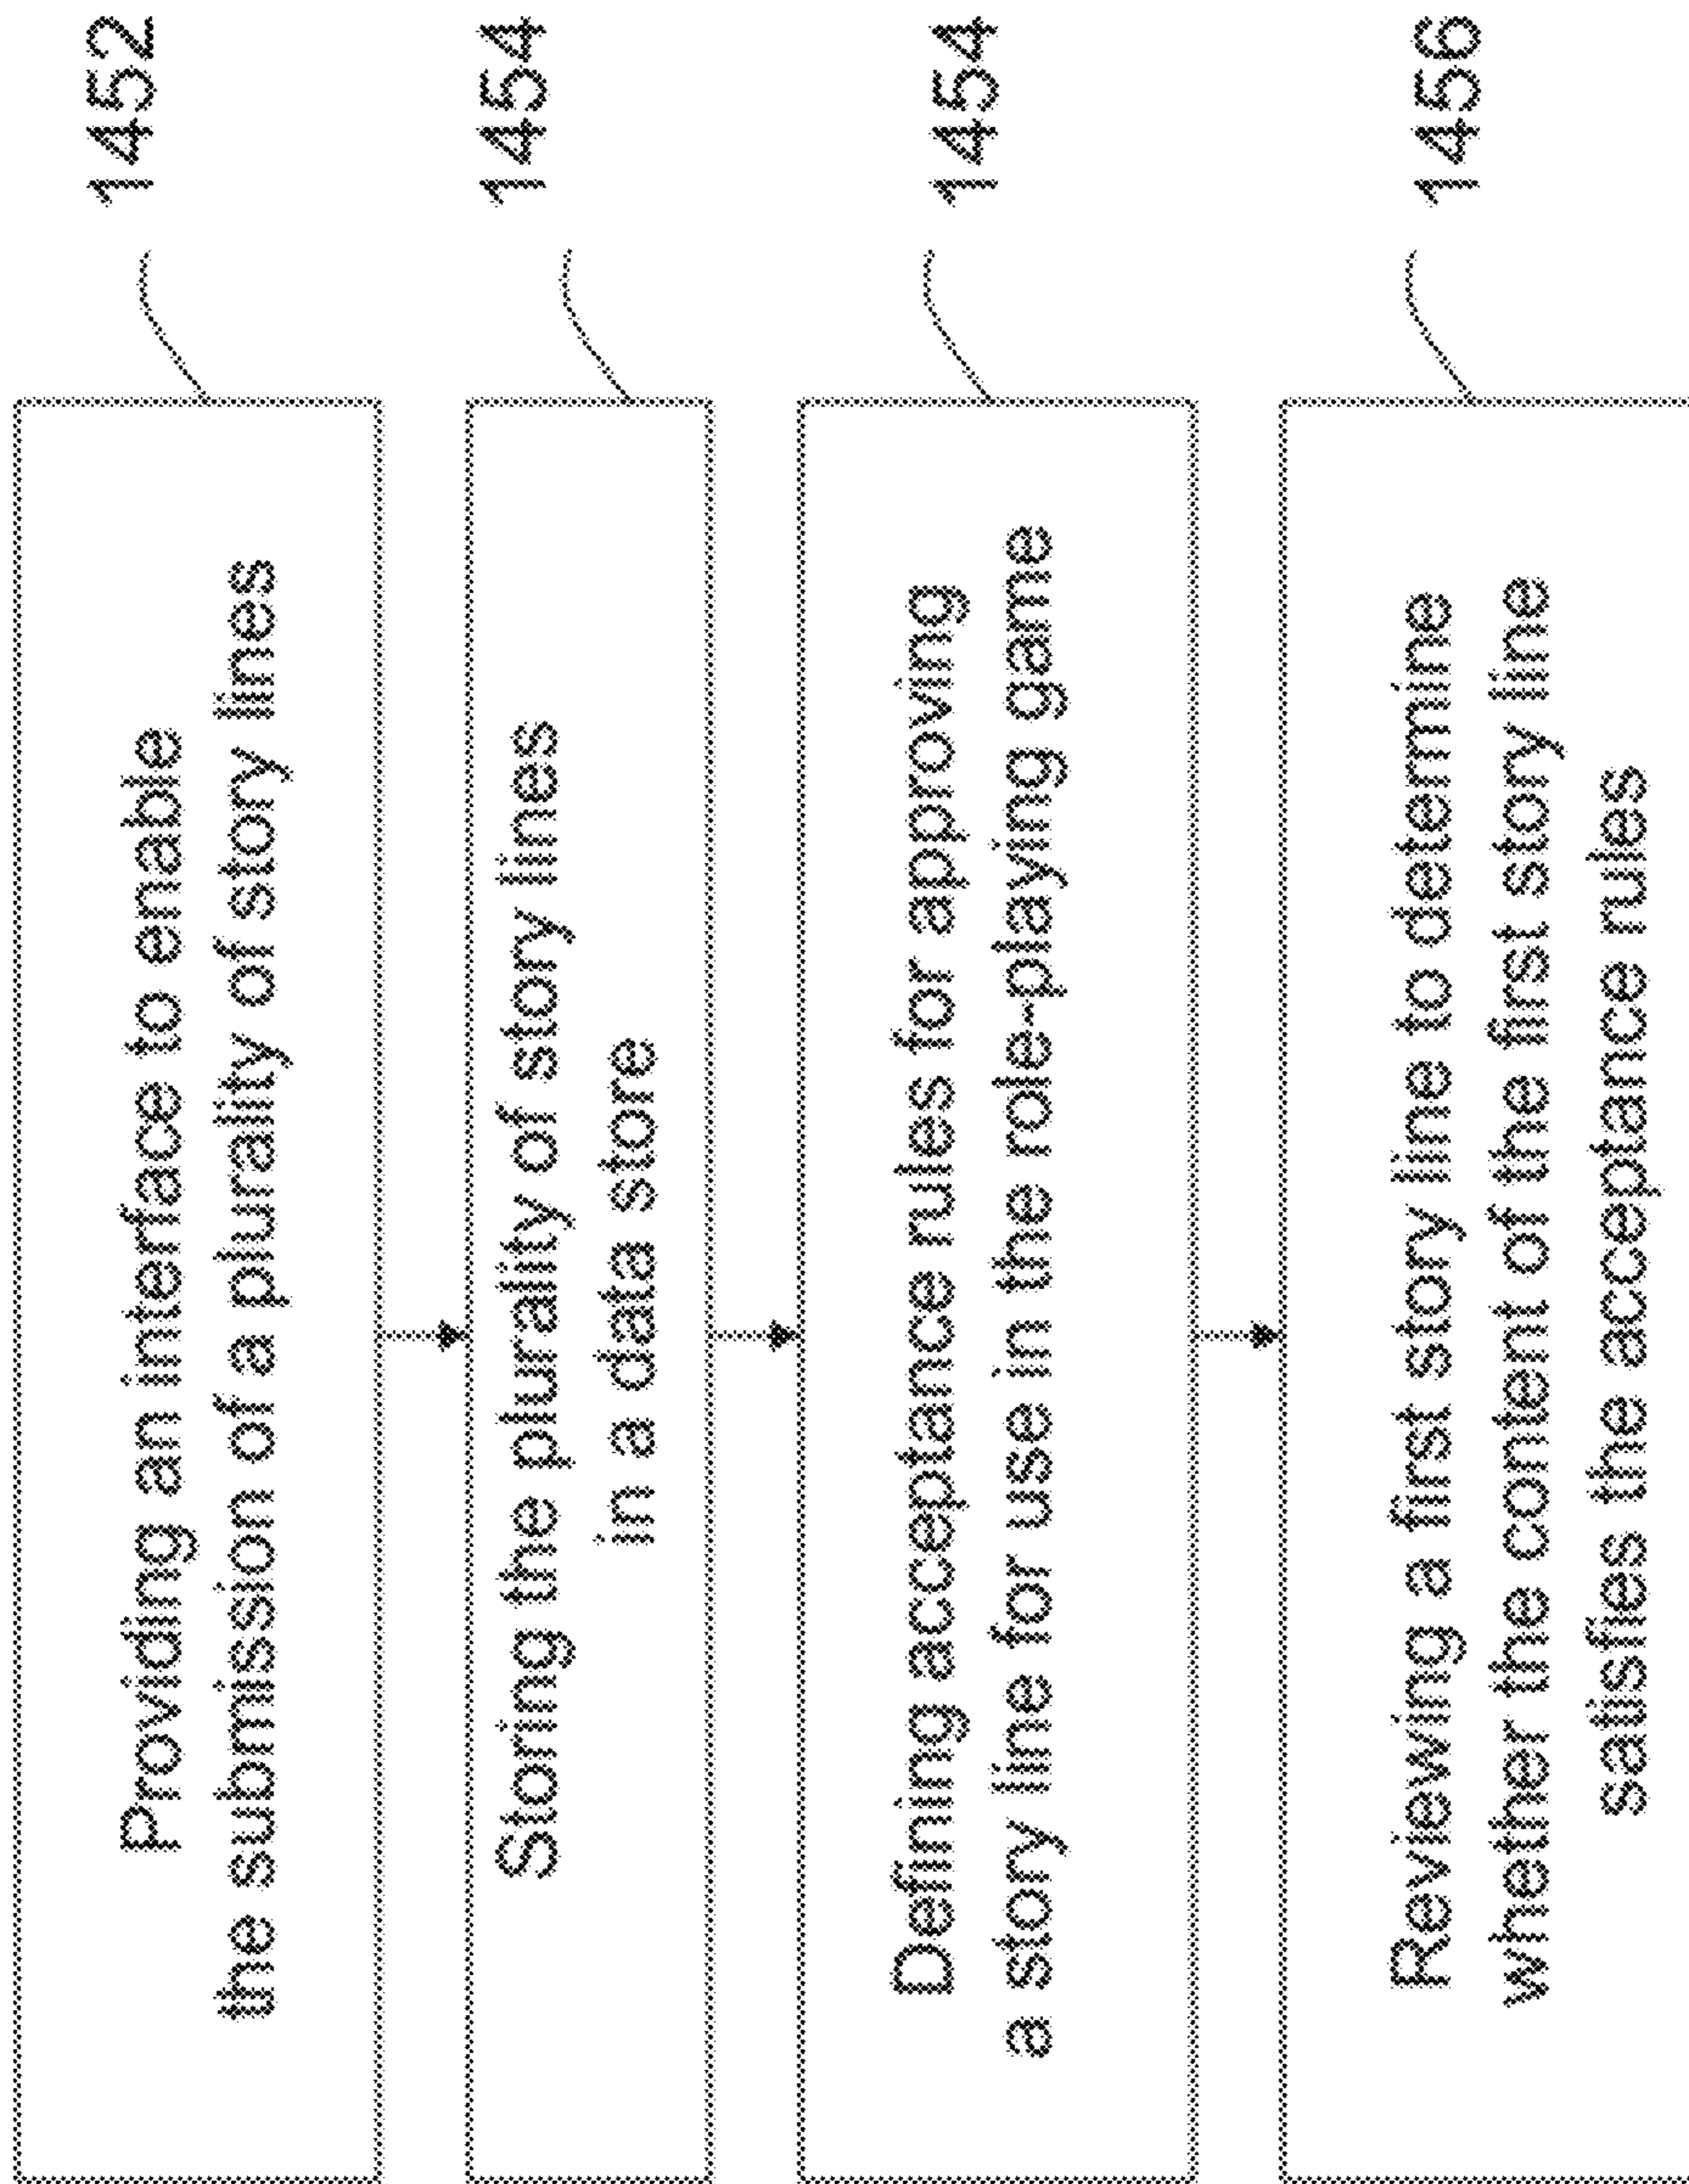 Providing an interface to enable
the submission of a plurality of story lines
1452
Storing the plurality of story lines
in a data store
1454
Defining acceptance rules for approving
a story line for use in the role-playing game
1454
Reviewing a first story line to determine
whether the content of the first story line
satisfies the acceptance rules
1456